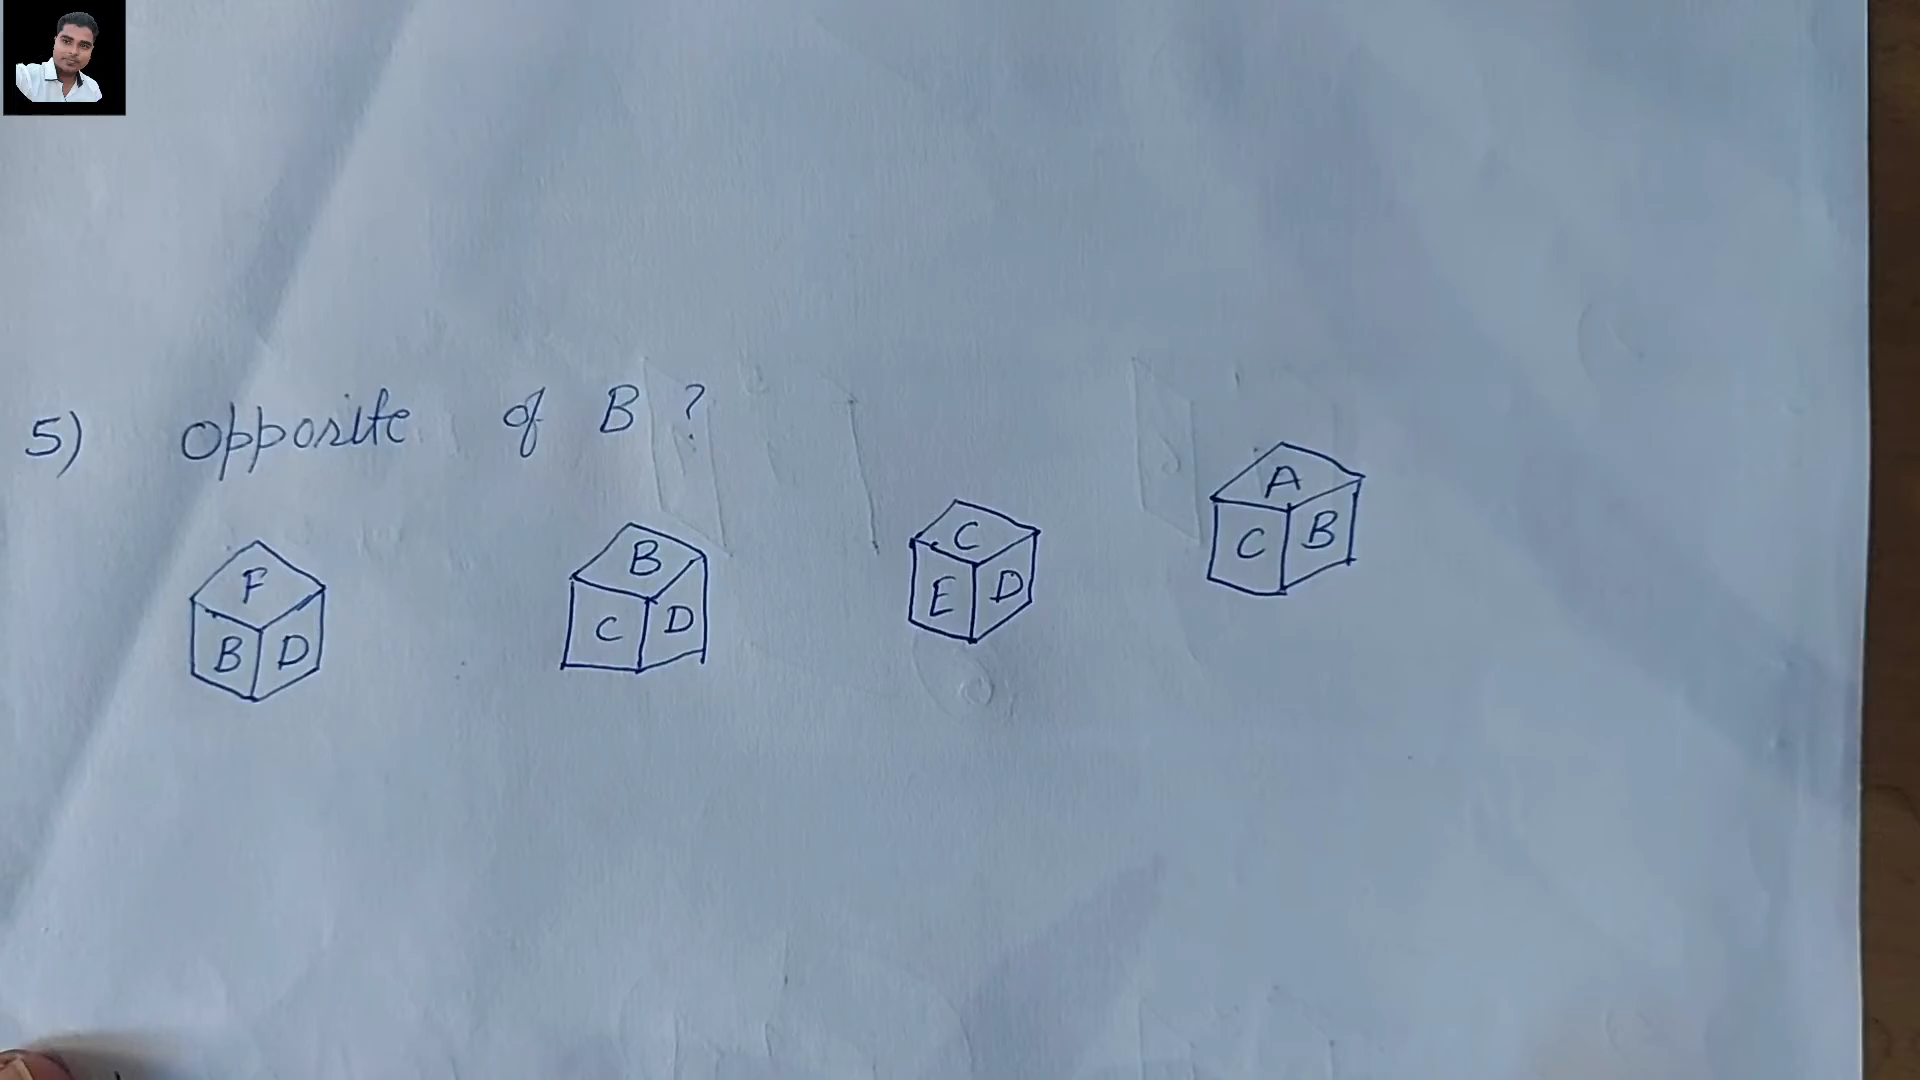 5) opposite of B ?
F
B D
B
C D
C
E D
A
C B